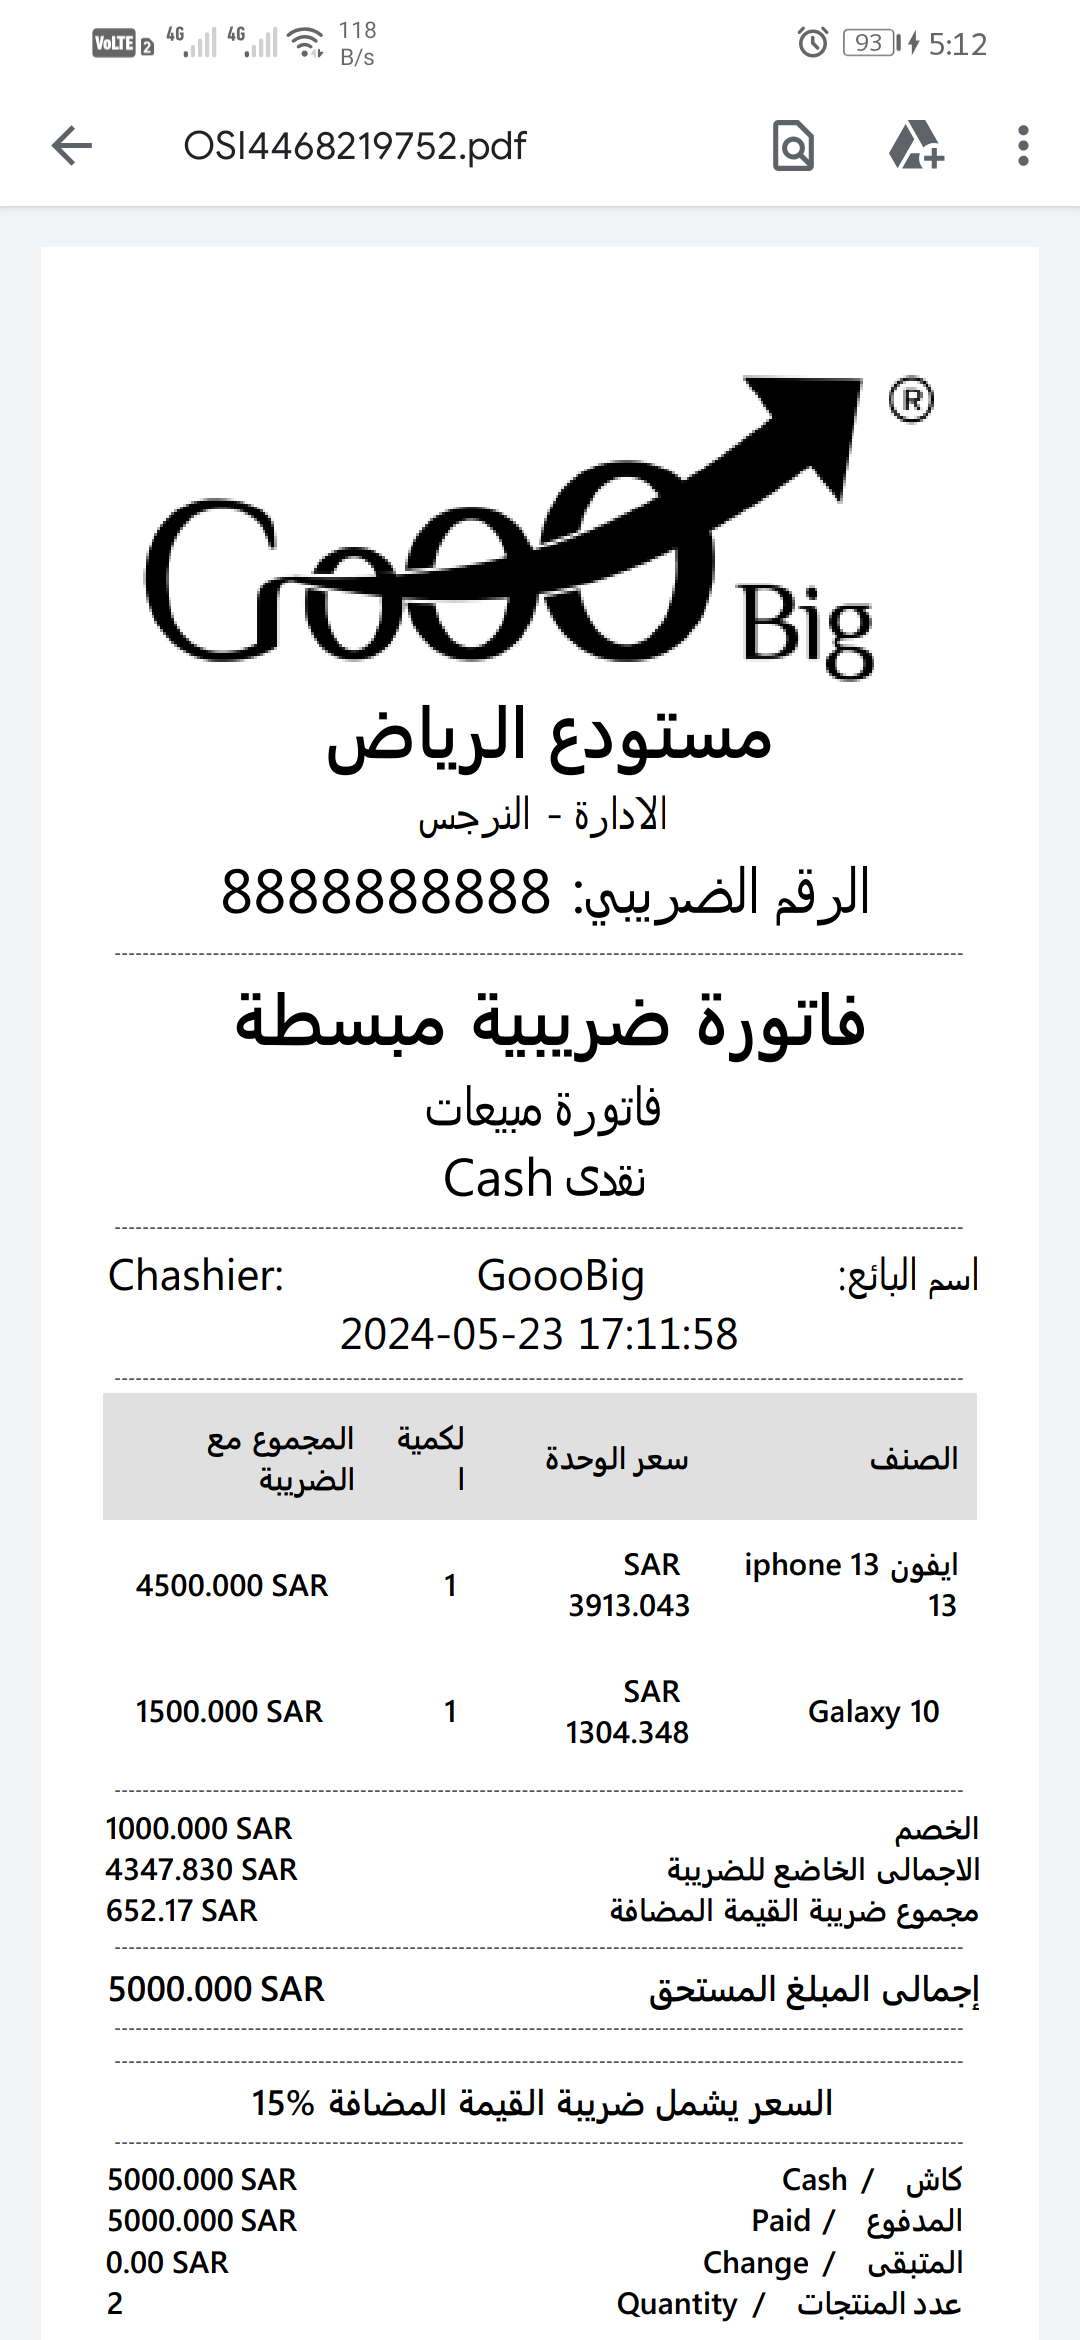 VoLTE 2 4G 4G 118 B/s 93 5:12
OSI4468219752.pdf
GoooBig ®
مستودع الرياض
الادارة - النرجس
الرقم الضريبي: 8888888888
فاتورة ضريبية مبسطة
فاتورة مبيعات
نقدى Cash
Chashier: GoooBig اسم البائع:
2024-05-23 17:11:58
الصنف سعر الوحدة لكمية ا المجموع مع الضريبة
ايفون 13 iphone 13 SAR 3913.043 1 4500.000 SAR
Galaxy 10 SAR 1304.348 1 1500.000 SAR
الخصم 1000.000 SAR
الاجمالى الخاضع للضريبة 4347.830 SAR
مجموع ضريبة القيمة المضافة 652.17 SAR
إجمالى المبلغ المستحق 5000.000 SAR
السعر يشمل ضريبة القيمة المضافة %15
كاش / Cash 5000.000 SAR
المدفوع / Paid 5000.000 SAR
المتبقى / Change 0.00 SAR
عدد المنتجات / Quantity 2